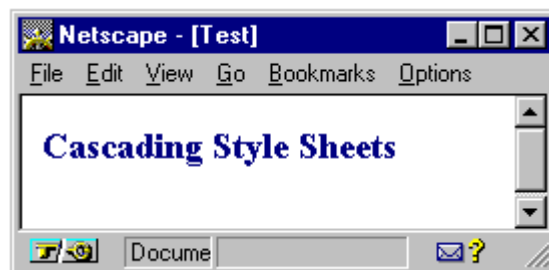 Netscape - [Test]
File Edit View Go Bookmarks Options
Cascading Style Sheets
Docume